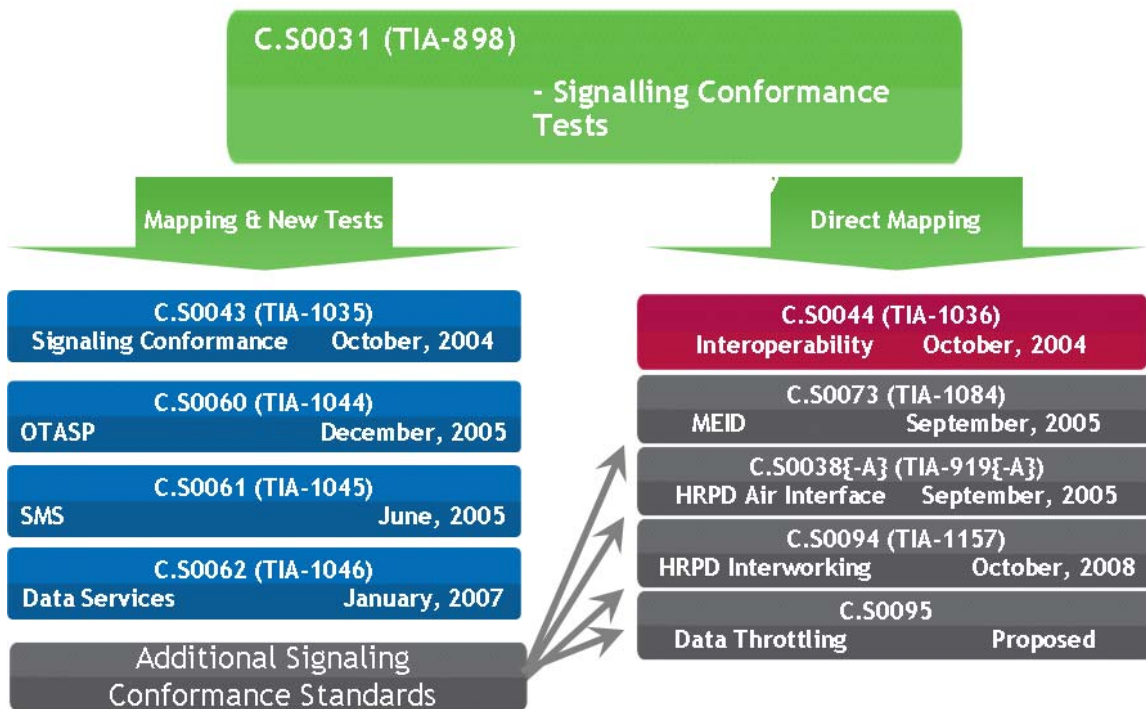 C.S0031 (TIA-898)
- Signalling Conformance
Tests
Mapping & New Tests
Direct Mapping
C.S0043 (TIA-1035)
Signaling Conformance October, 2004
C.S0060 (TIA-1044)
OTASP December, 2005
C.S0061 (TIA-1045)
SMS June, 2005
C.S0062 (TIA-1046)
Data Services January, 2007
Additional Signaling
Conformance Standards
C.S0044 (TIA-1036)
Interoperability October, 2004
C.S0073 (TIA-1084)
MEID September, 2005
C.S0038{-A} (TIA-919{-A})
HRPD Air Interface September, 2005
C.S0094 (TIA-1157)
HRPD Interworking October, 2008
C.S0095
Data Throttling Proposed